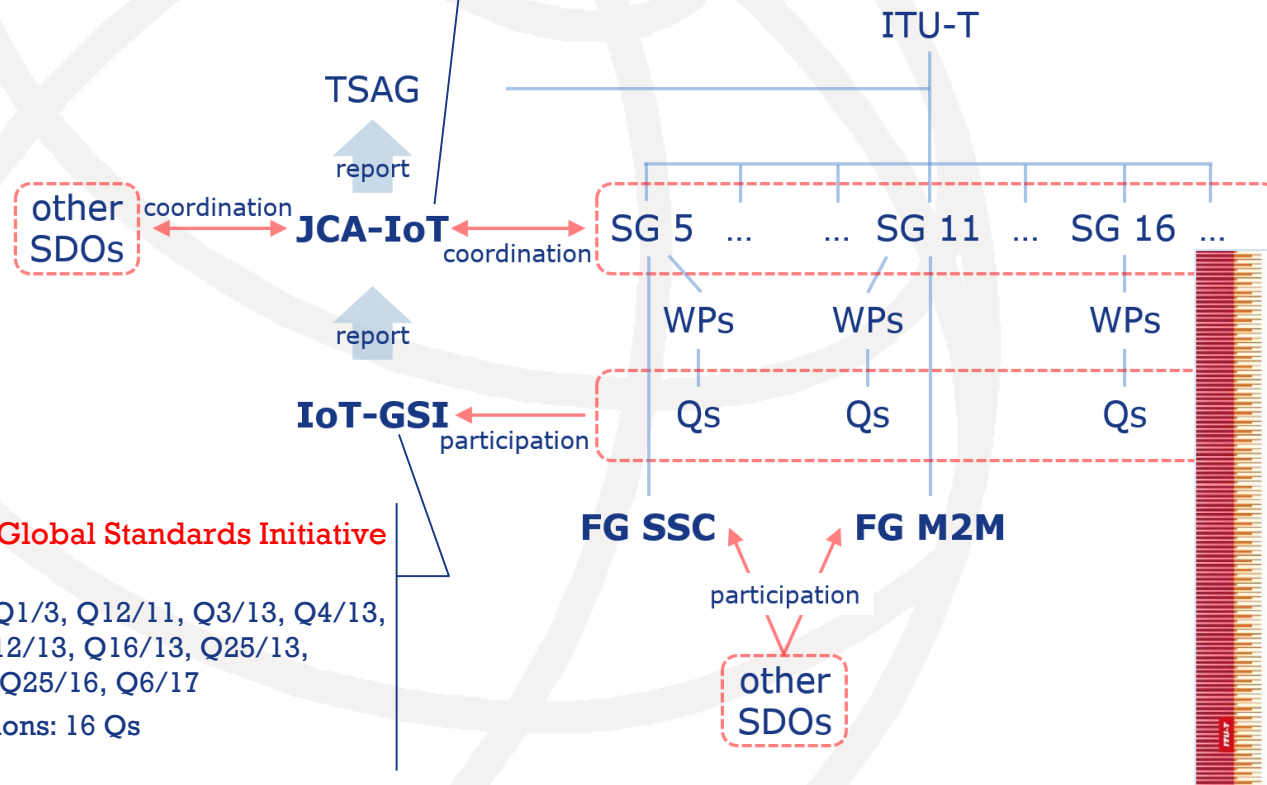 ITU-T
TSAG
report
other
SDOs
coordination
JCA-IoT
coordination
SG 5 ... ... SG 11 ... SG 16 ...
WPs WPs WPs
report
IoT-GSI
participation
Qs Qs Qs
Global Standards Initiative
Q1/3, Q12/11, Q3/13, Q4/13,
12/13, Q16/13, Q25/13,
Q25/16, Q6/17
ions: 16 Qs
FG SSC FG M2M
participation
other
SDOs
ITU-T